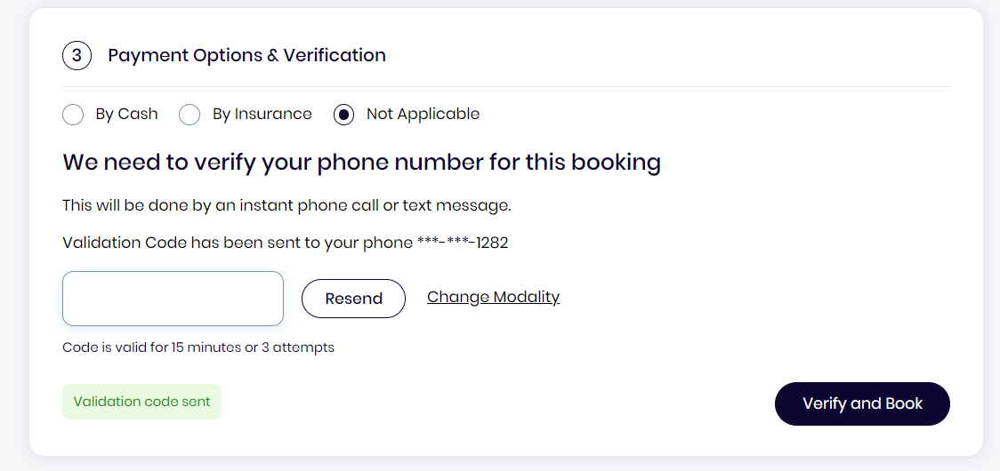 3 Payment Options & Verification
By Cash By Insurance Not Applicable
We need to verify your phone number for this booking
This will be done by an instant phone call or text message.
Validation Code has been sent to your phone ***-***-1282
Resend Change Modality
Code is valid for 15 minutes or 3 attempts
Validation code sent
Verify and Book